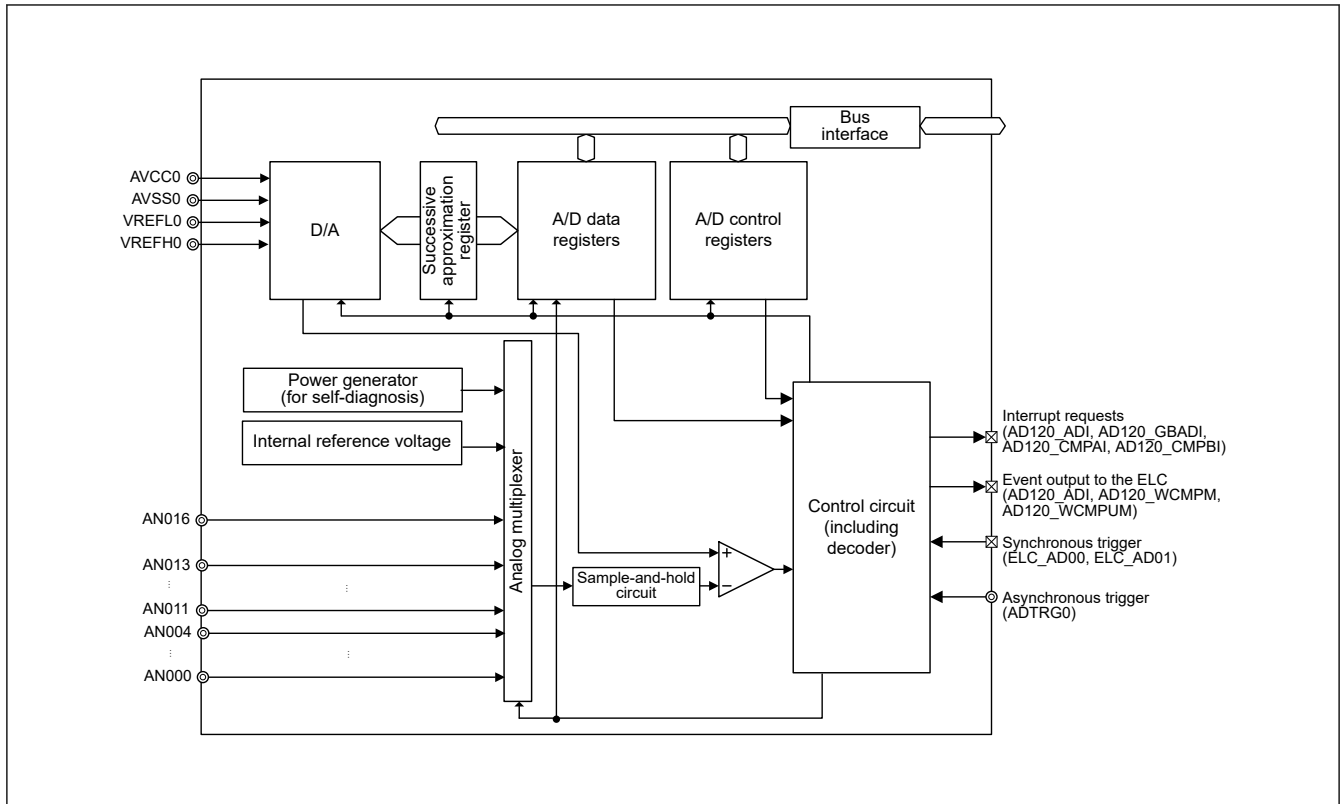 Bus
interface
AVCC0
AVSS0
VREFL0
VREFH0
D/A
Successive
approximation
register
A/D data
registers
A/D control
registers
Power generator
(for self-diagnosis)
Internal reference voltage
Analog multiplexer
AN016
AN013
AN011
AN004
AN000
Sample-and-hold
circuit
+
−
Control circuit
(including
decoder)
Interrupt requests
(AD120_ADI, AD120_GBADI,
AD120_CMPAI, AD120_CMPBI)
Event output to the ELC
(AD120_ADI, AD120_WCMPM,
AD120_WCMPUM)
Synchronous trigger
(ELC_AD00, ELC_AD01)
Asynchronous trigger
(ADTRG0)